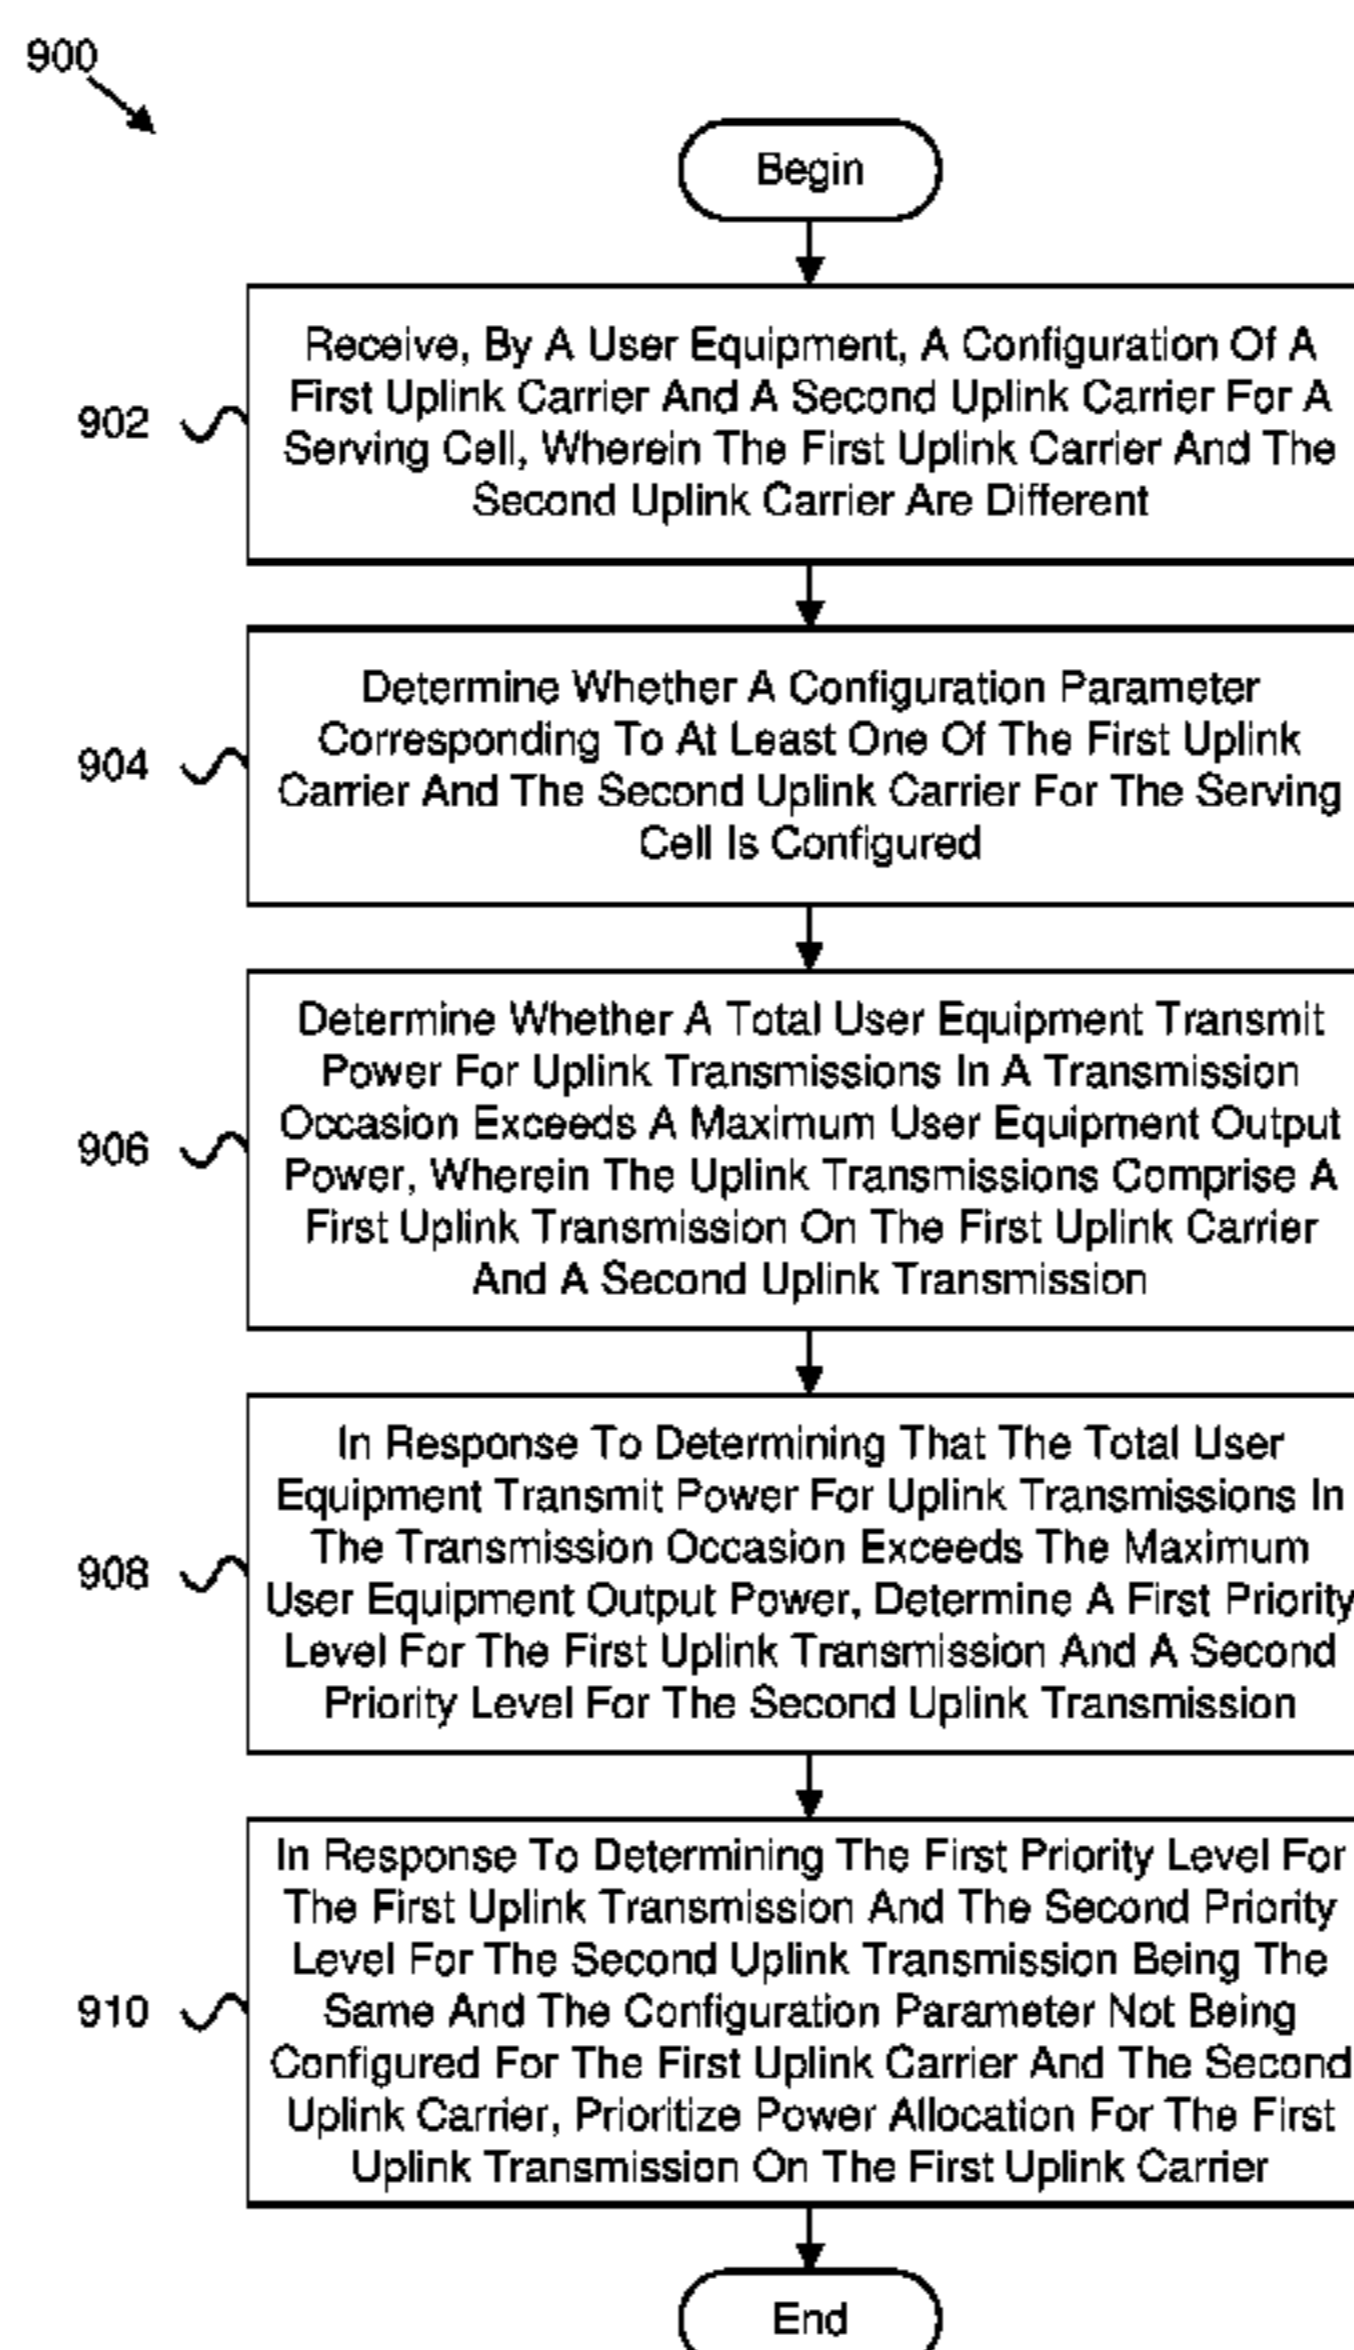 900
Begin
902
Receive, By A User Equipment, A Configuration Of A
First Uplink Carrier And A Second Uplink Carrier For A
Serving Cell, Wherein The First Uplink Carrier And The
Second Uplink Carrier Are Different
904
Determine Whether A Configuration Parameter
Corresponding To At Least One Of The First Uplink
Carrier And The Second Uplink Carrier For The Serving
Cell Is Configured
906
Determine Whether A Total User Equipment Transmit
Power For Uplink Transmissions In A Transmission
Occasion Exceeds A Maximum User Equipment Output
Power, Wherein The Uplink Transmissions Comprise A
First Uplink Transmission On The First Uplink Carrier
And A Second Uplink Transmission
908
In Response To Determining That The Total User
Equipment Transmit Power For Uplink Transmissions In
The Transmission Occasion Exceeds The Maximum
User Equipment Output Power, Determine A First Priority
Level For The First Uplink Transmission And A Second
Priority Level For The Second Uplink Transmission
910
In Response To Determining The First Priority Level For
The First Uplink Transmission And The Second Priority
Level For The Second Uplink Transmission Being The
Same And The Configuration Parameter Not Being
Configured For The First Uplink Carrier And The Second
Uplink Carrier, Prioritize Power Allocation For The First
Uplink Transmission On The First Uplink Carrier
End